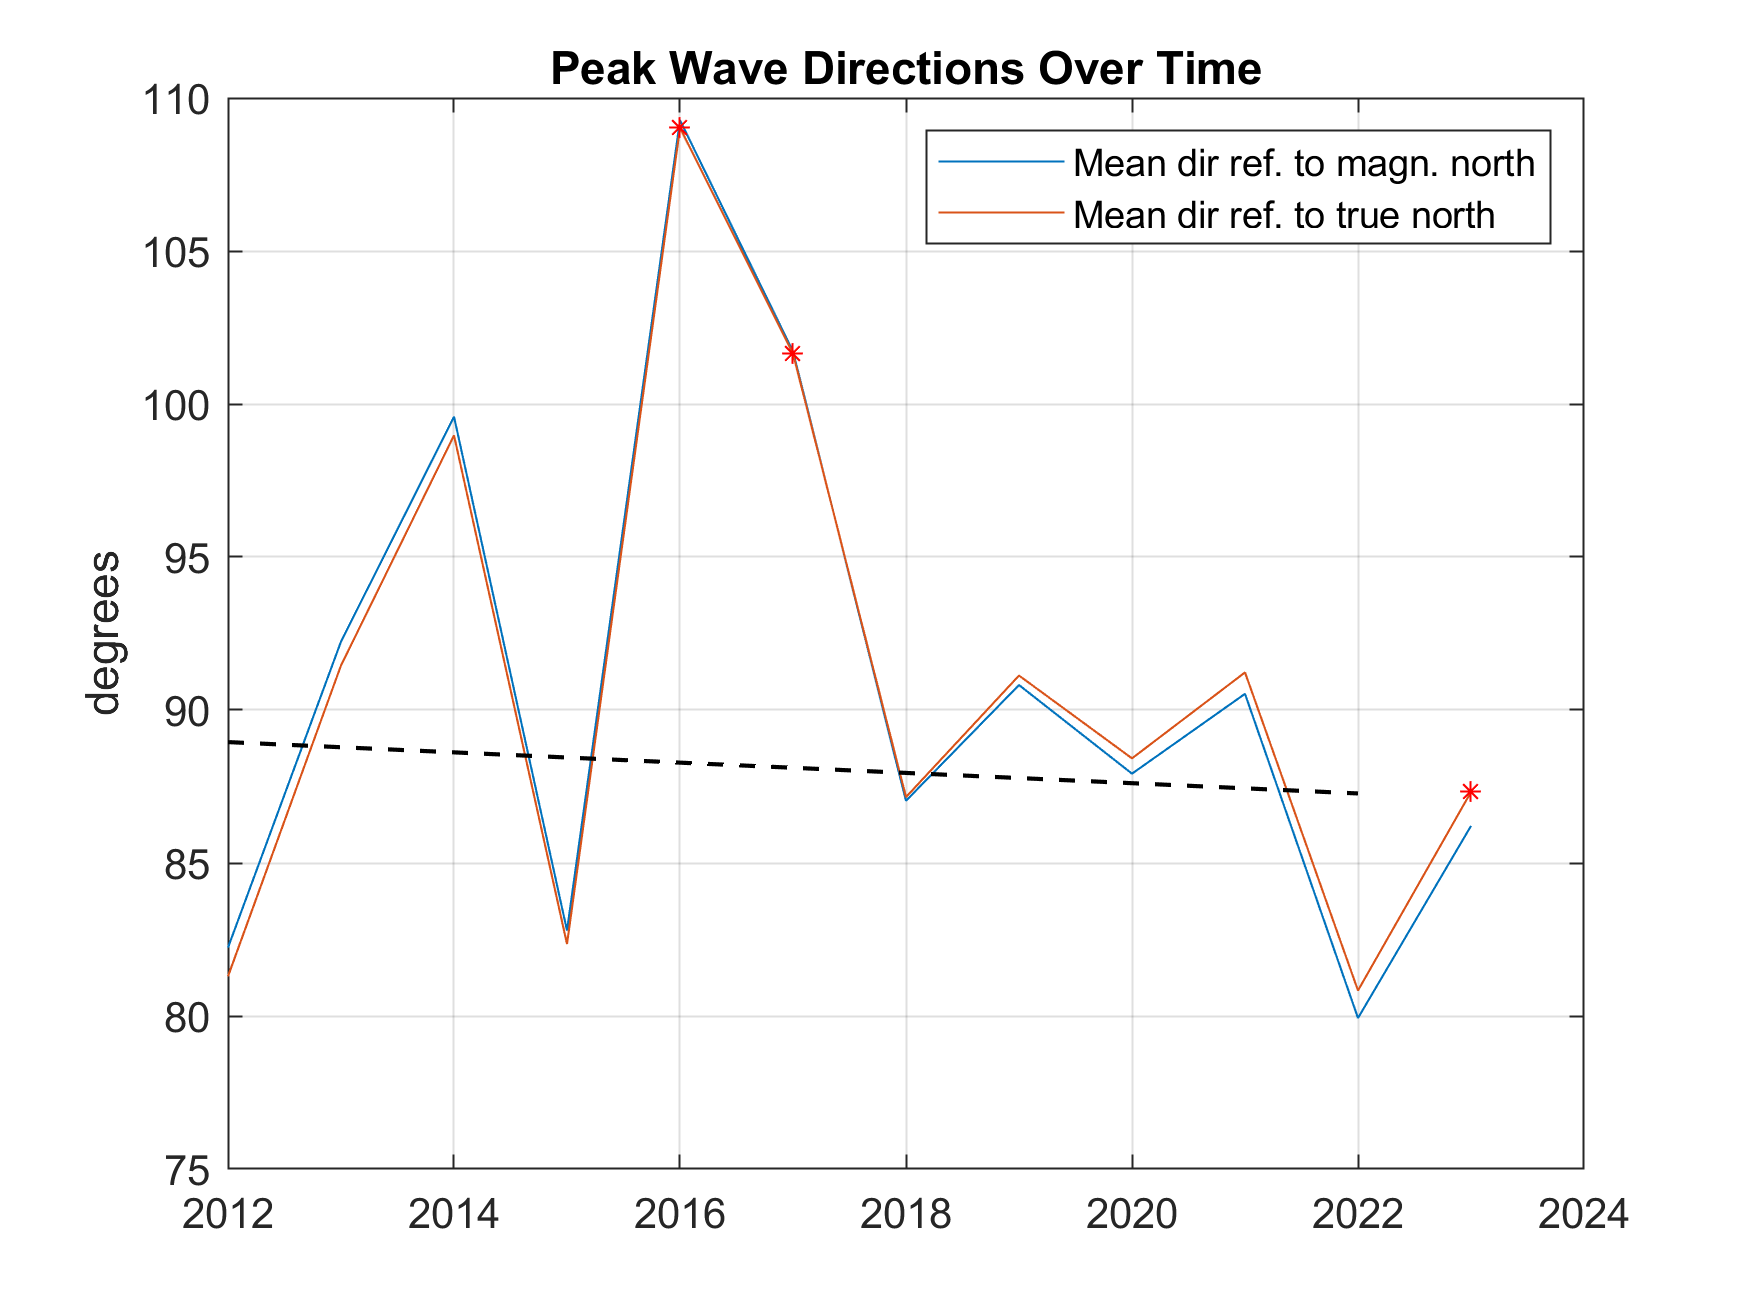 Peak Wave Directions Over Time
110
105
100
95
90
85
80
75
degrees
Mean dir ref. to magn. north
Mean dir ref. to true north
2012 2014 2016 2018 2020 2022 2024